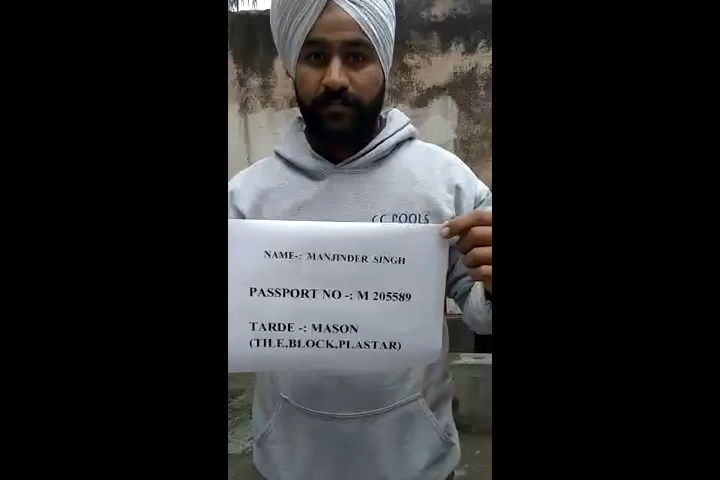 CC POOLS
NAME-: MANJINDER SINGH
PASSPORT NO -: M 205589
TARDE -: MASON
(TILE,BLOCK,PLASTAR)